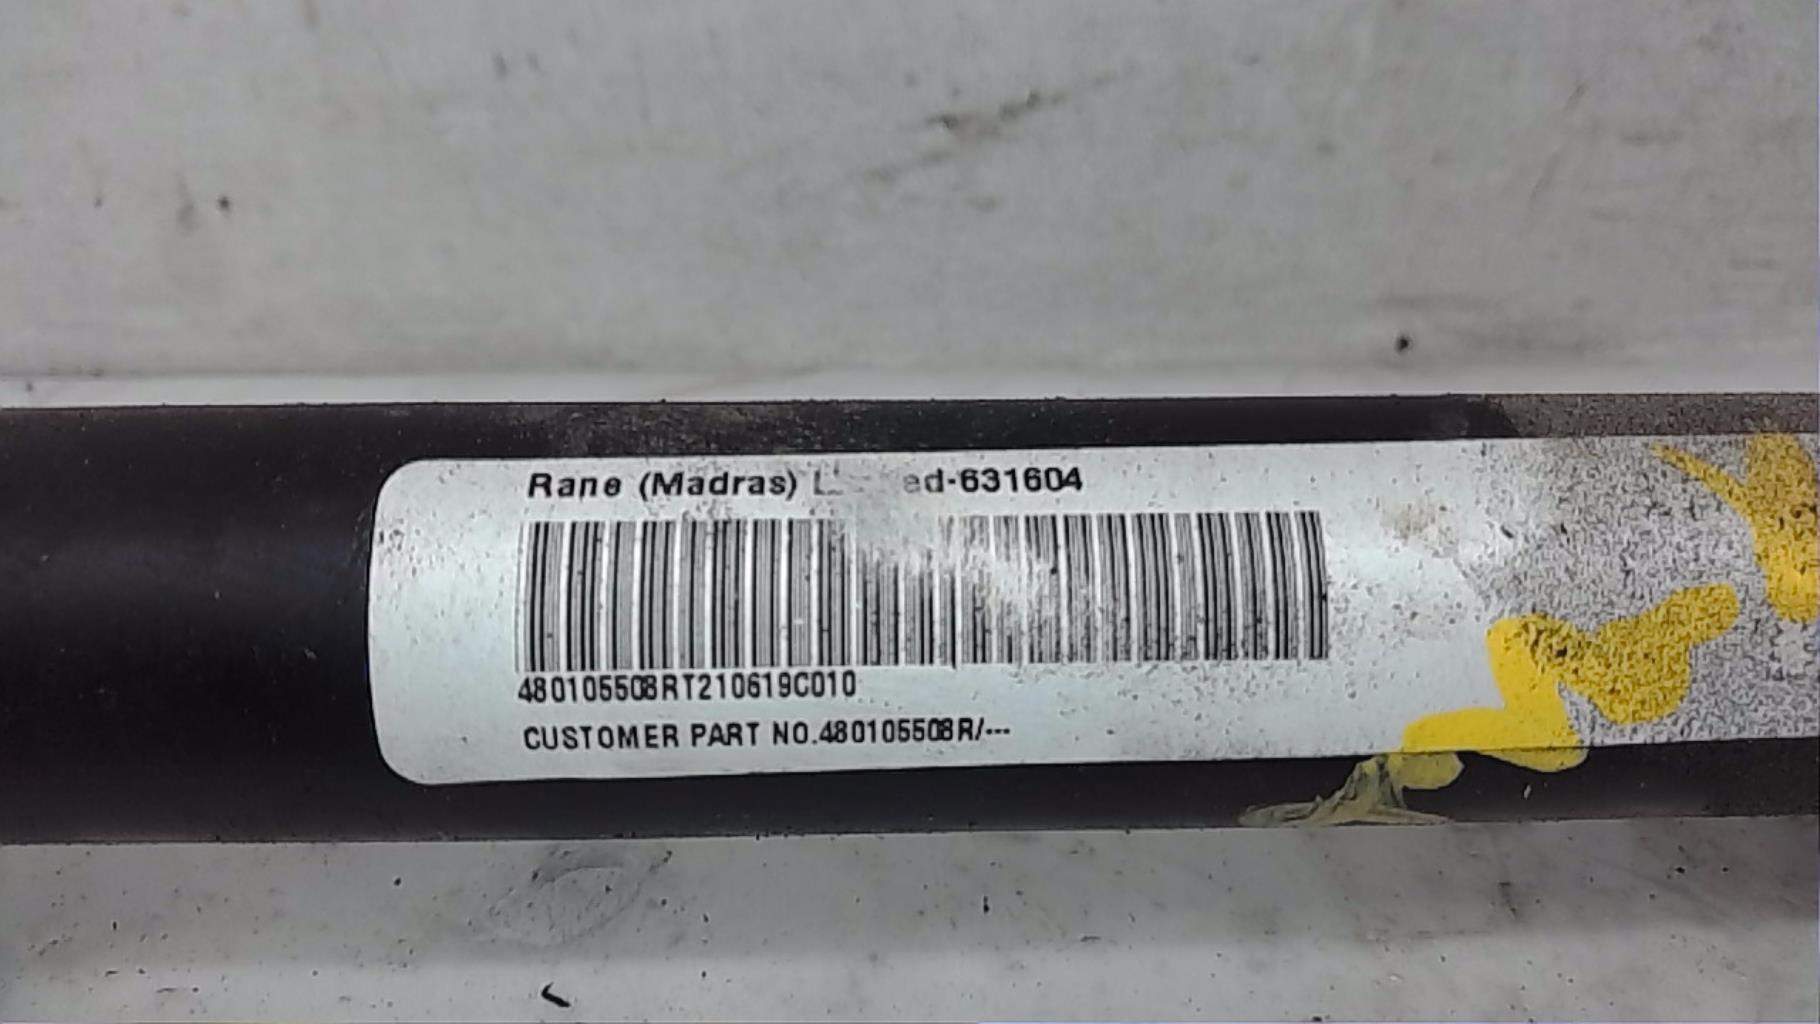 Rane (Madras) ed-631604
480105508RT210619C010
CUSTOMER PART NO.480105508R/---